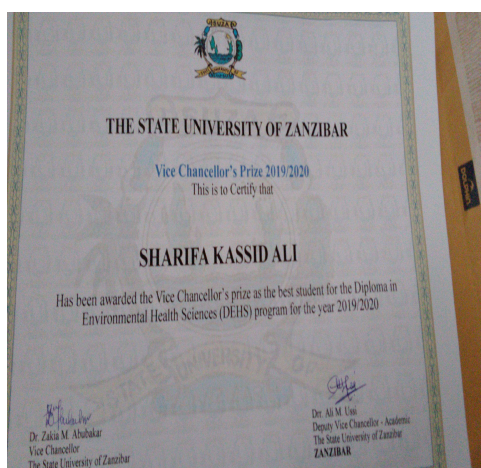 SUZA
THE STATE UNIVERSITY OF ZANZIBAR
Vice Chancellor's Prize 2019/2020
This is to Certify that
SHARIFA KASSID ALI
Has been awarded the Vice Chancellor's prize as the best student for the Diploma in
Environmental Health Sciences (DEHS) program for the year 2019/2020
Dr. Zakia M. Abubakar
Vice Chancellor
The State University of Zanzibar
Drr. Ali M. Ussi
Deputy Vice Chancellor - Academic
The State University of Zanzibar
ZANZIBAR